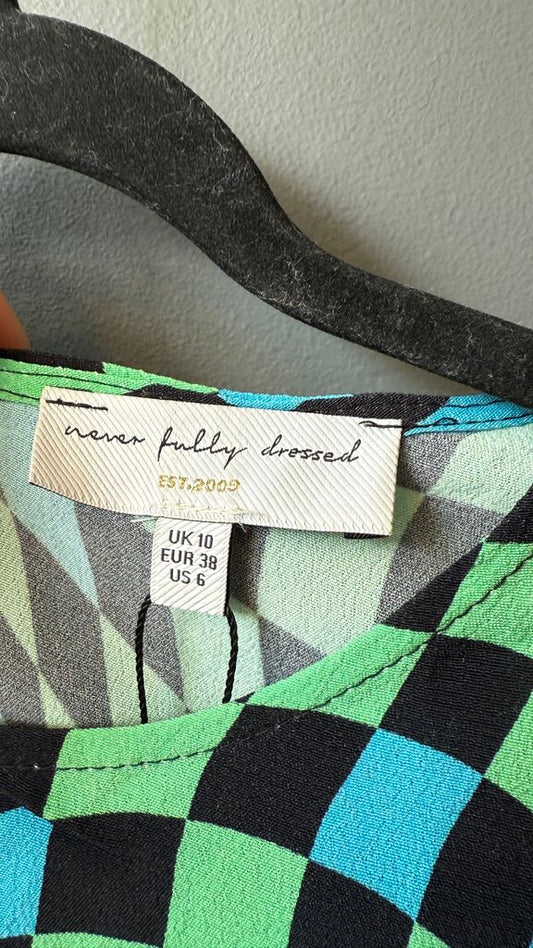 never fully dressed
EST.2009
UK 10
EUR 38
US 6